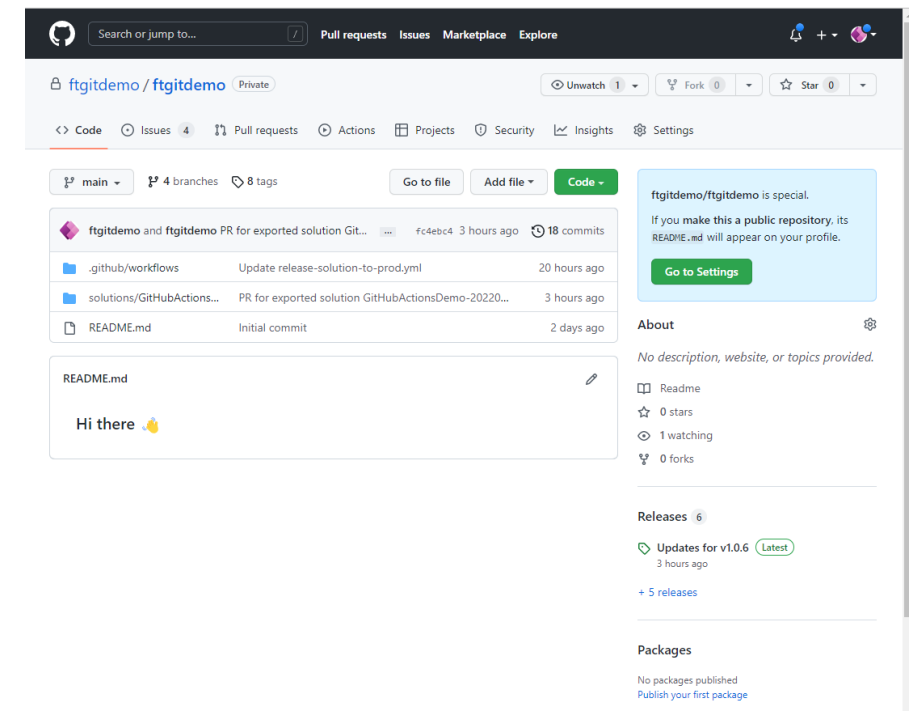 Search or jump to... /
Pull requests Issues Marketplace Explore
ftgitdemo / ftgitdemo Private
Unwatch 1 Fork 0 Star 0
Code Issues 4 Pull requests Actions Projects Security Insights Settings
main 4 branches 8 tags Go to file Add file Code
ftgitdemo and ftgitdemo PR for exported solution Git... ... fc4ebc4 3 hours ago 18 commits
.github/workflows Update release-solution-to-prod.yml 20 hours ago
solutions/GitHubActions... PR for exported solution GitHubActionsDemo-20220... 3 hours ago
README.md Initial commit 2 days ago
README.md
Hi there 👋
ftgitdemo/ftgitdemo is special.
If you make this a public repository, its
README.md will appear on your profile.
Go to Settings
About
No description, website, or topics provided.
Readme
0 stars
1 watching
0 forks
Releases 6
Updates for v1.0.6 Latest
3 hours ago
+ 5 releases
Packages
No packages published
Publish your first package